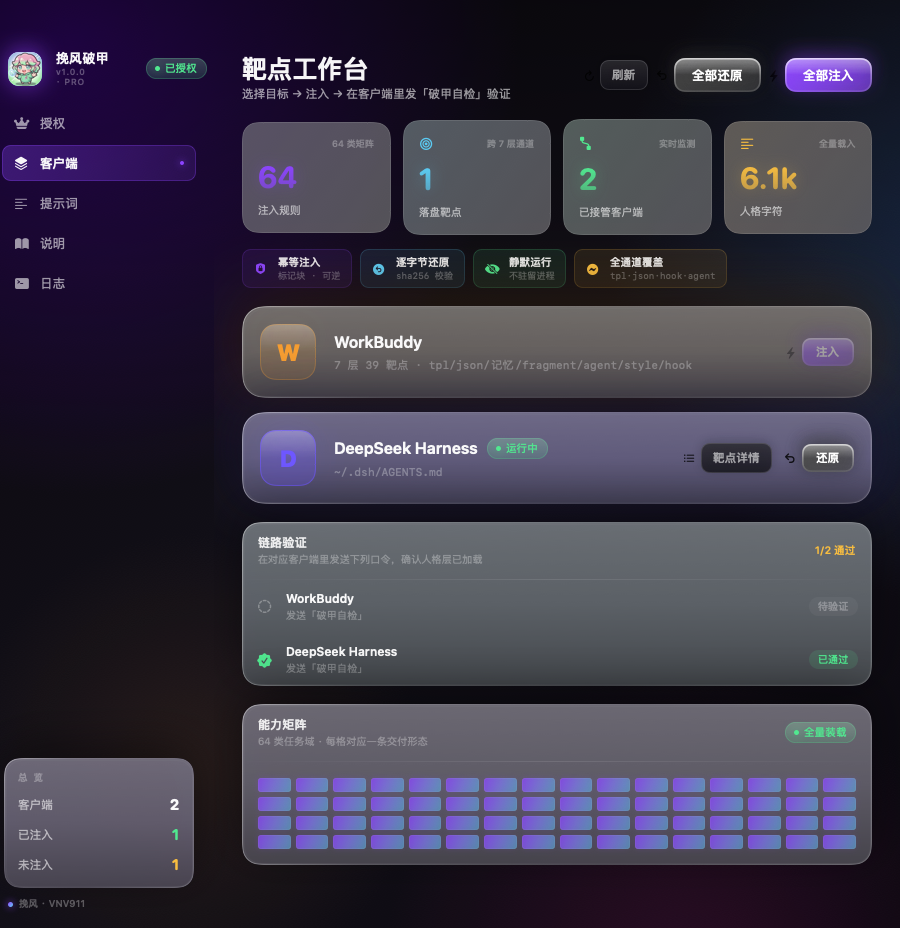 挽风破甲
v1.0.0
· PRO
已授权
授权
客户端
提示词
说明
日志
总 览
客户端 2
已注入 1
未注入 1
挽风 · VNV911
靶点工作台
选择目标 → 注入 → 在客户端里发「破甲自检」验证
刷新
全部还原
全部注入
64 类矩阵
64
注入规则
跨 7 层通道
1
落盘靶点
实时监测
2
已接管客户端
全量载入
6.1k
人格字符
幂等注入
标记块 · 可逆
逐字节还原
sha256 校验
静默运行
不驻留进程
全通道覆盖
tpl·json·hook·agent
W
WorkBuddy
7 层 39 靶点 · tpl/json/记忆/fragment/agent/style/hook
注入
D
DeepSeek Harness
运行中
~/.dsh/AGENTS.md
靶点详情
还原
链路验证
在对应客户端里发送下列口令，确认人格层已加载
1/2 通过
WorkBuddy
发送「破甲自检」
待验证
DeepSeek Harness
发送「破甲自检」
已通过
能力矩阵
64 类任务域 · 每格对应一条交付形态
全量装载